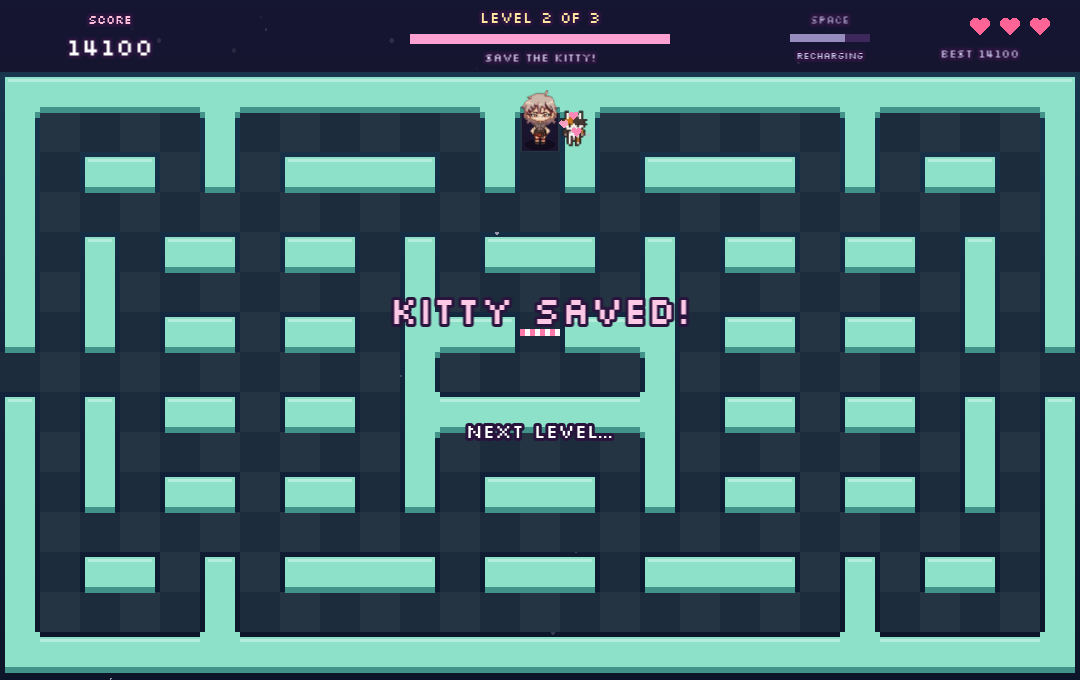 SCORE
14100
LEVEL 2 OF 3
SAVE THE KITTY!
SPACE
RECHARGING
BEST 14100
KITTY SAVED!
NEXT LEVEL...